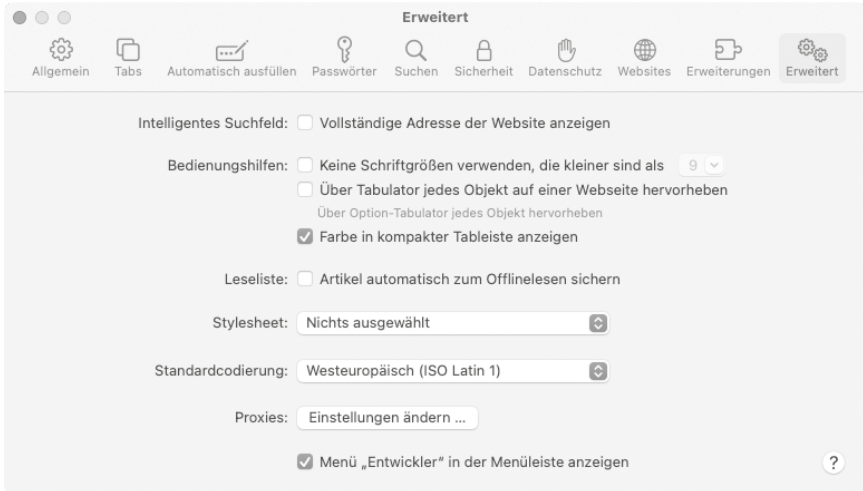 Erweitert
Allgemein Tabs Automatisch ausfüllen Passwörter Suchen Sicherheit Datenschutz Websites Erweiterungen Erweitert
Intelligentes Suchfeld: Vollständige Adresse der Website anzeigen
Bedienungshilfen: Keine Schriftgrößen verwenden, die kleiner sind als 9
Über Tabulator jedes Objekt auf einer Webseite hervorheben
Über Option-Tabulator jedes Objekt hervorheben
Farbe in kompakter Tableiste anzeigen
Leseliste: Artikel automatisch zum Offlinelesen sichern
Stylesheet: Nichts ausgewählt
Standardcodierung: Westeuropäisch (ISO Latin 1)
Proxies: Einstellungen ändern ...
Menü „Entwickler“ in der Menüleiste anzeigen ?